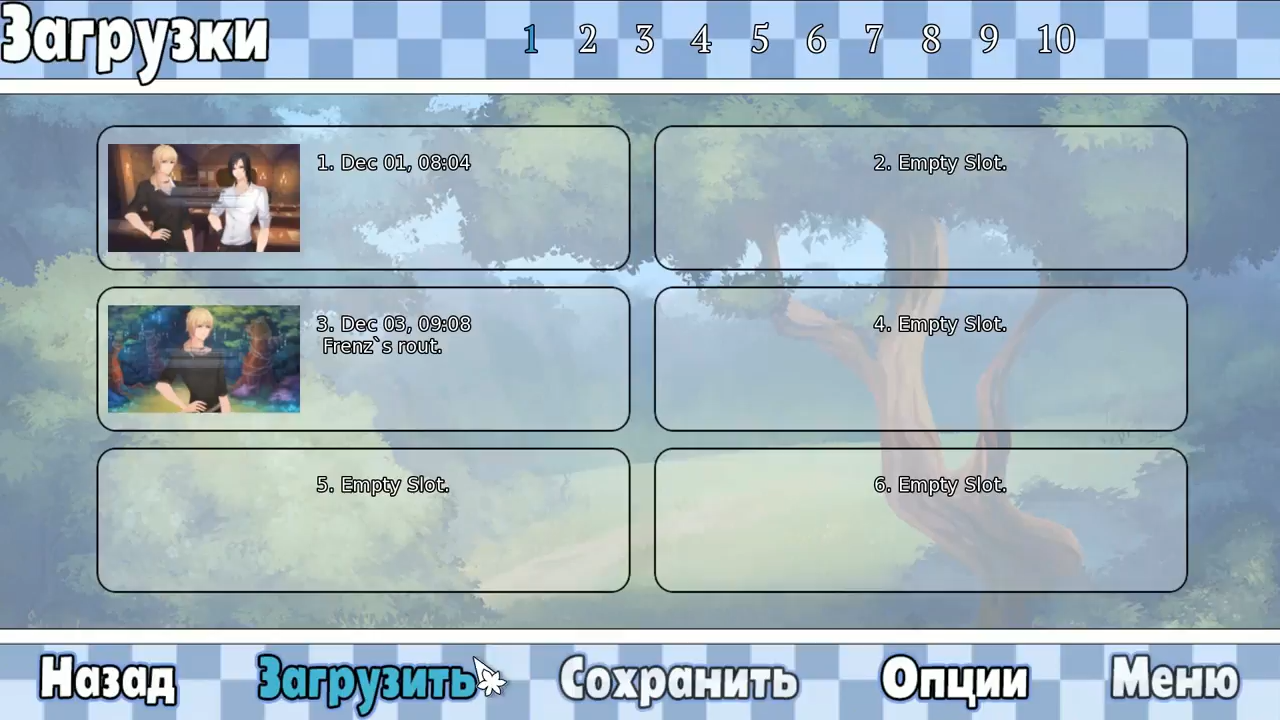 Загрузки
1 2 3 4 5 6 7 8 9 10
1. Dec 01, 08:04
2. Empty Slot.
3. Dec 03, 09:08
Frenz`s rout.
4. Empty Slot.
5. Empty Slot.
6. Empty Slot.
Назад Загрузить Сохранить Опции Меню